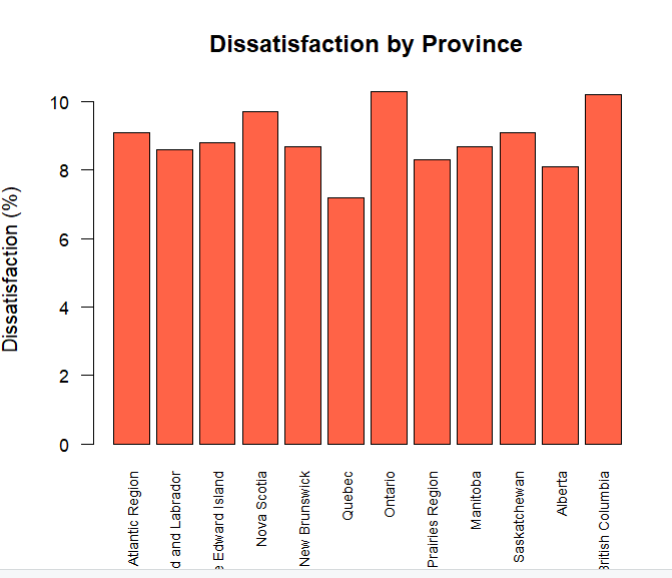 Dissatisfaction by Province
Dissatisfaction (%)
10
8
6
4
2
0
Atlantic Region
d and Labrador
Edward Island
Nova Scotia
New Brunswick
Quebec
Ontario
Prairies Region
Manitoba
Saskatchewan
Alberta
British Columbia